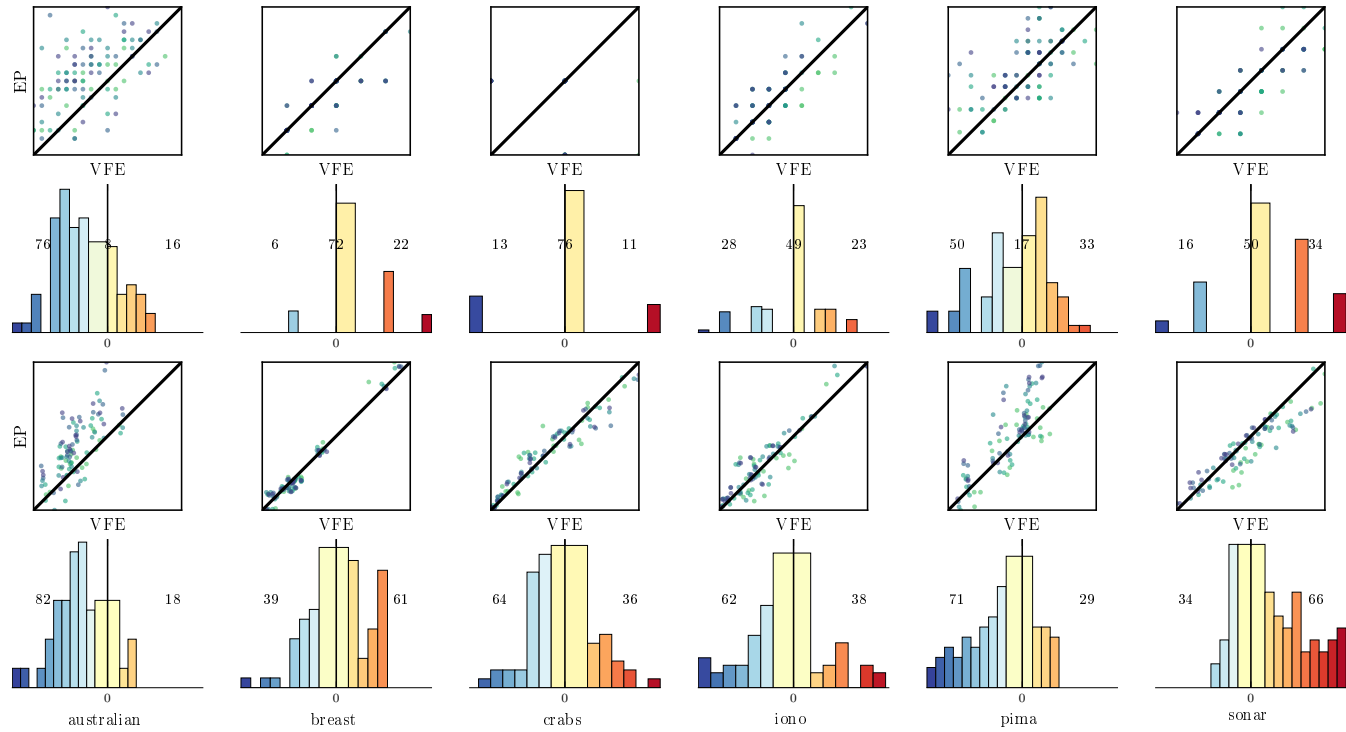 EP
VFE VFE VFE VFE VFE VFE
76 8 16 6 72 22 13 76 11 28 49 23 50 17 33 16 50 34
0 0 0 0 0 0
EP
VFE VFE VFE VFE VFE VFE
82 18 39 61 64 36 62 38 71 29 34 66
0 0 0 0 0 0
australian breast crabs iono pima sonar